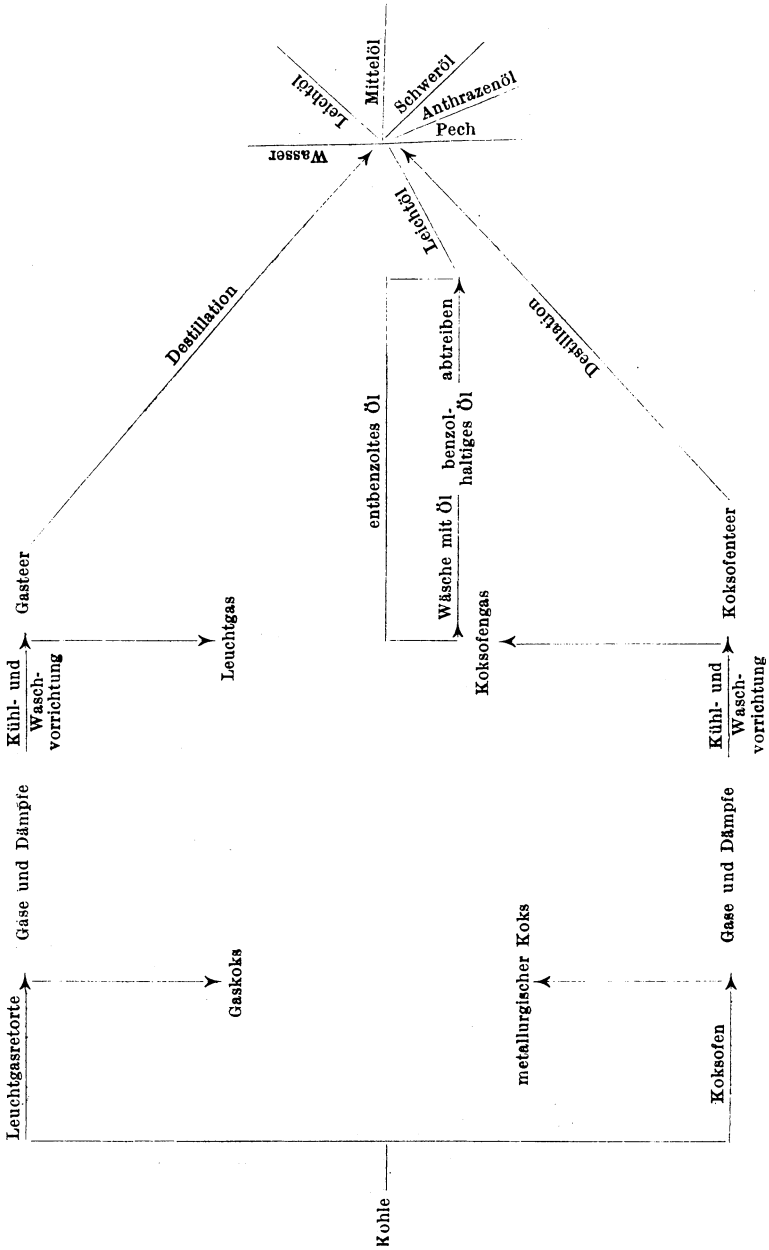 Kohle
Leuchtgasretorte
Gaskoks
Gase und Dämpfe
Kühl- und
Wasch-
vorrichtung
Gasteer
Leuchtgas
Destillation
Koksofen
metallurgischer Koks
Gase und Dämpfe
Kühl- und
Wasch-
vorrichtung
Koksofenteer
Koksofengas
Destillation
Wäsche mit Öl
benzol-
haltiges Öl
abtreiben
entbenzoltes Öl
Leichtöl
Wasser
Leichtöl
Mittelöl
Schweröl
Anthrazenöl
Pech